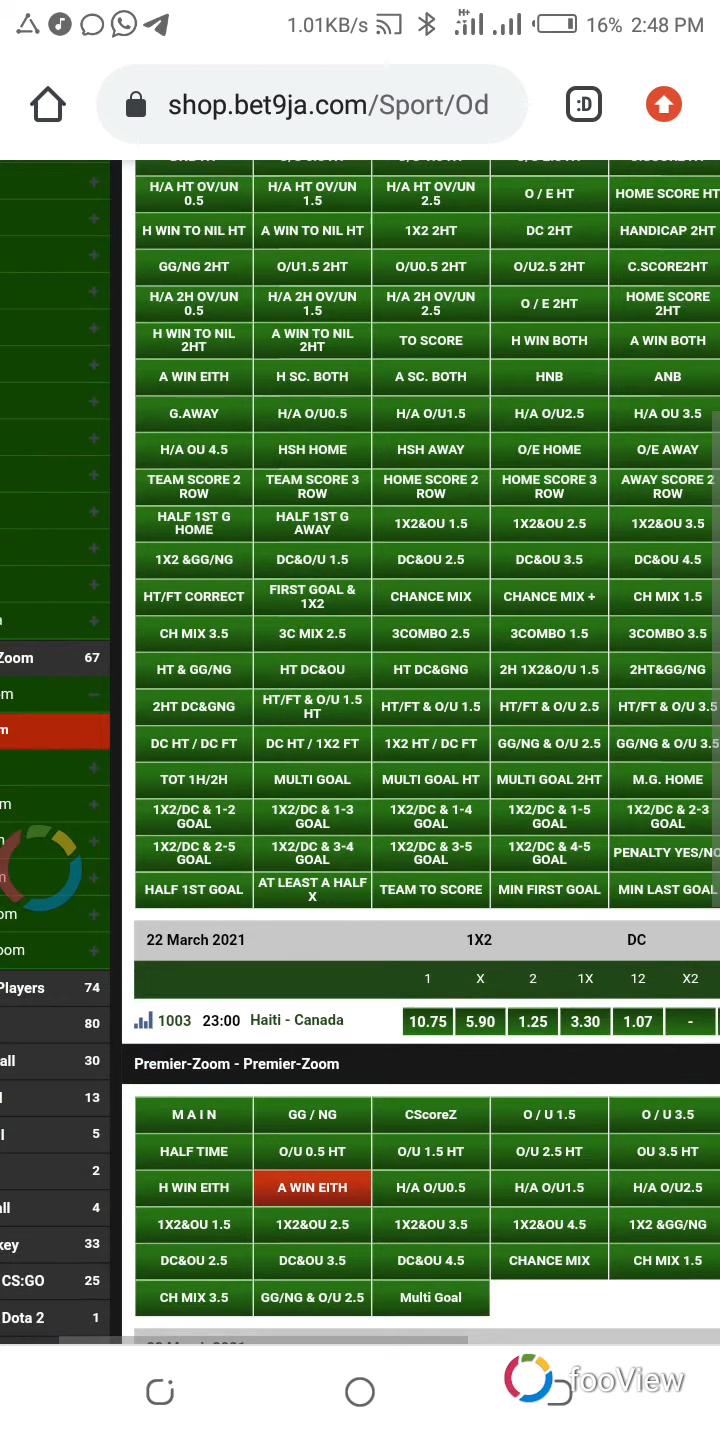 1.01KB/s H+ 16% 2:48 PM
shop.bet9ja.com/Sport/Od :D
H/A HT OV/UN 0.5 H/A HT OV/UN 1.5 H/A HT OV/UN 2.5 O / E HT HOME SCORE HT
H WIN TO NIL HT A WIN TO NIL HT 1X2 2HT DC 2HT HANDICAP 2HT
GG/NG 2HT O/U1.5 2HT O/U0.5 2HT O/U2.5 2HT C.SCORE2HT
H/A 2H OV/UN 0.5 H/A 2H OV/UN 1.5 H/A 2H OV/UN 2.5 O / E 2HT HOME SCORE 2HT
H WIN TO NIL 2HT A WIN TO NIL 2HT TO SCORE H WIN BOTH A WIN BOTH
A WIN EITH H SC. BOTH A SC. BOTH HNB ANB
G.AWAY H/A O/U0.5 H/A O/U1.5 H/A O/U2.5 H/A OU 3.5
H/A OU 4.5 HSH HOME HSH AWAY O/E HOME O/E AWAY
TEAM SCORE 2 ROW TEAM SCORE 3 ROW HOME SCORE 2 ROW HOME SCORE 3 ROW AWAY SCORE 2 ROW
HALF 1ST G HOME HALF 1ST G AWAY 1X2&OU 1.5 1X2&OU 2.5 1X2&OU 3.5
1X2 &GG/NG DC&O/U 1.5 DC&OU 2.5 DC&OU 3.5 DC&OU 4.5
HT/FT CORRECT FIRST GOAL & 1X2 CHANCE MIX CHANCE MIX + CH MIX 1.5
CH MIX 3.5 3C MIX 2.5 3COMBO 2.5 3COMBO 1.5 3COMBO 3.5
Zoom 67
HT & GG/NG HT DC&OU HT DC&GNG 2H 1X2&O/U 1.5 2HT&GG/NG
om
2HT DC&GNG HT/FT & O/U 1.5 HT HT/FT & O/U 1.5 HT/FT & O/U 2.5 HT/FT & O/U 3.5
m
DC HT / DC FT DC HT / 1X2 FT 1X2 HT / DC FT GG/NG & O/U 2.5 GG/NG & O/U 3.5
TOT 1H/2H MULTI GOAL MULTI GOAL HT MULTI GOAL 2HT M.G. HOME
m
1X2/DC & 1-2 GOAL 1X2/DC & 1-3 GOAL 1X2/DC & 1-4 GOAL 1X2/DC & 1-5 GOAL 1X2/DC & 2-3 GOAL
1X2/DC & 2-5 GOAL 1X2/DC & 3-4 GOAL 1X2/DC & 3-5 GOAL 1X2/DC & 4-5 GOAL PENALTY YES/NO
HALF 1ST GOAL AT LEAST A HALF X TEAM TO SCORE MIN FIRST GOAL MIN LAST GOAL
om
22 March 2021 1X2 DC
oom
1 X 2 1X 12 X2
Players 74
1003 23:00 Haiti - Canada 10.75 5.90 1.25 3.30 1.07 -
80
all 30
Premier-Zoom - Premier-Zoom
l 13
M A I N GG / NG CScoreZ O / U 1.5 O / U 3.5
l 5
HALF TIME O/U 0.5 HT O/U 1.5 HT O/U 2.5 HT OU 3.5 HT
2
H WIN EITH A WIN EITH H/A O/U0.5 H/A O/U1.5 H/A O/U2.5
all 4
1X2&OU 1.5 1X2&OU 2.5 1X2&OU 3.5 1X2&OU 4.5 1X2 &GG/NG
key 33
DC&OU 2.5 DC&OU 3.5 DC&OU 4.5 CHANCE MIX CH MIX 1.5
CS:GO 25
CH MIX 3.5 GG/NG & O/U 2.5 Multi Goal
Dota 2 1
fooView